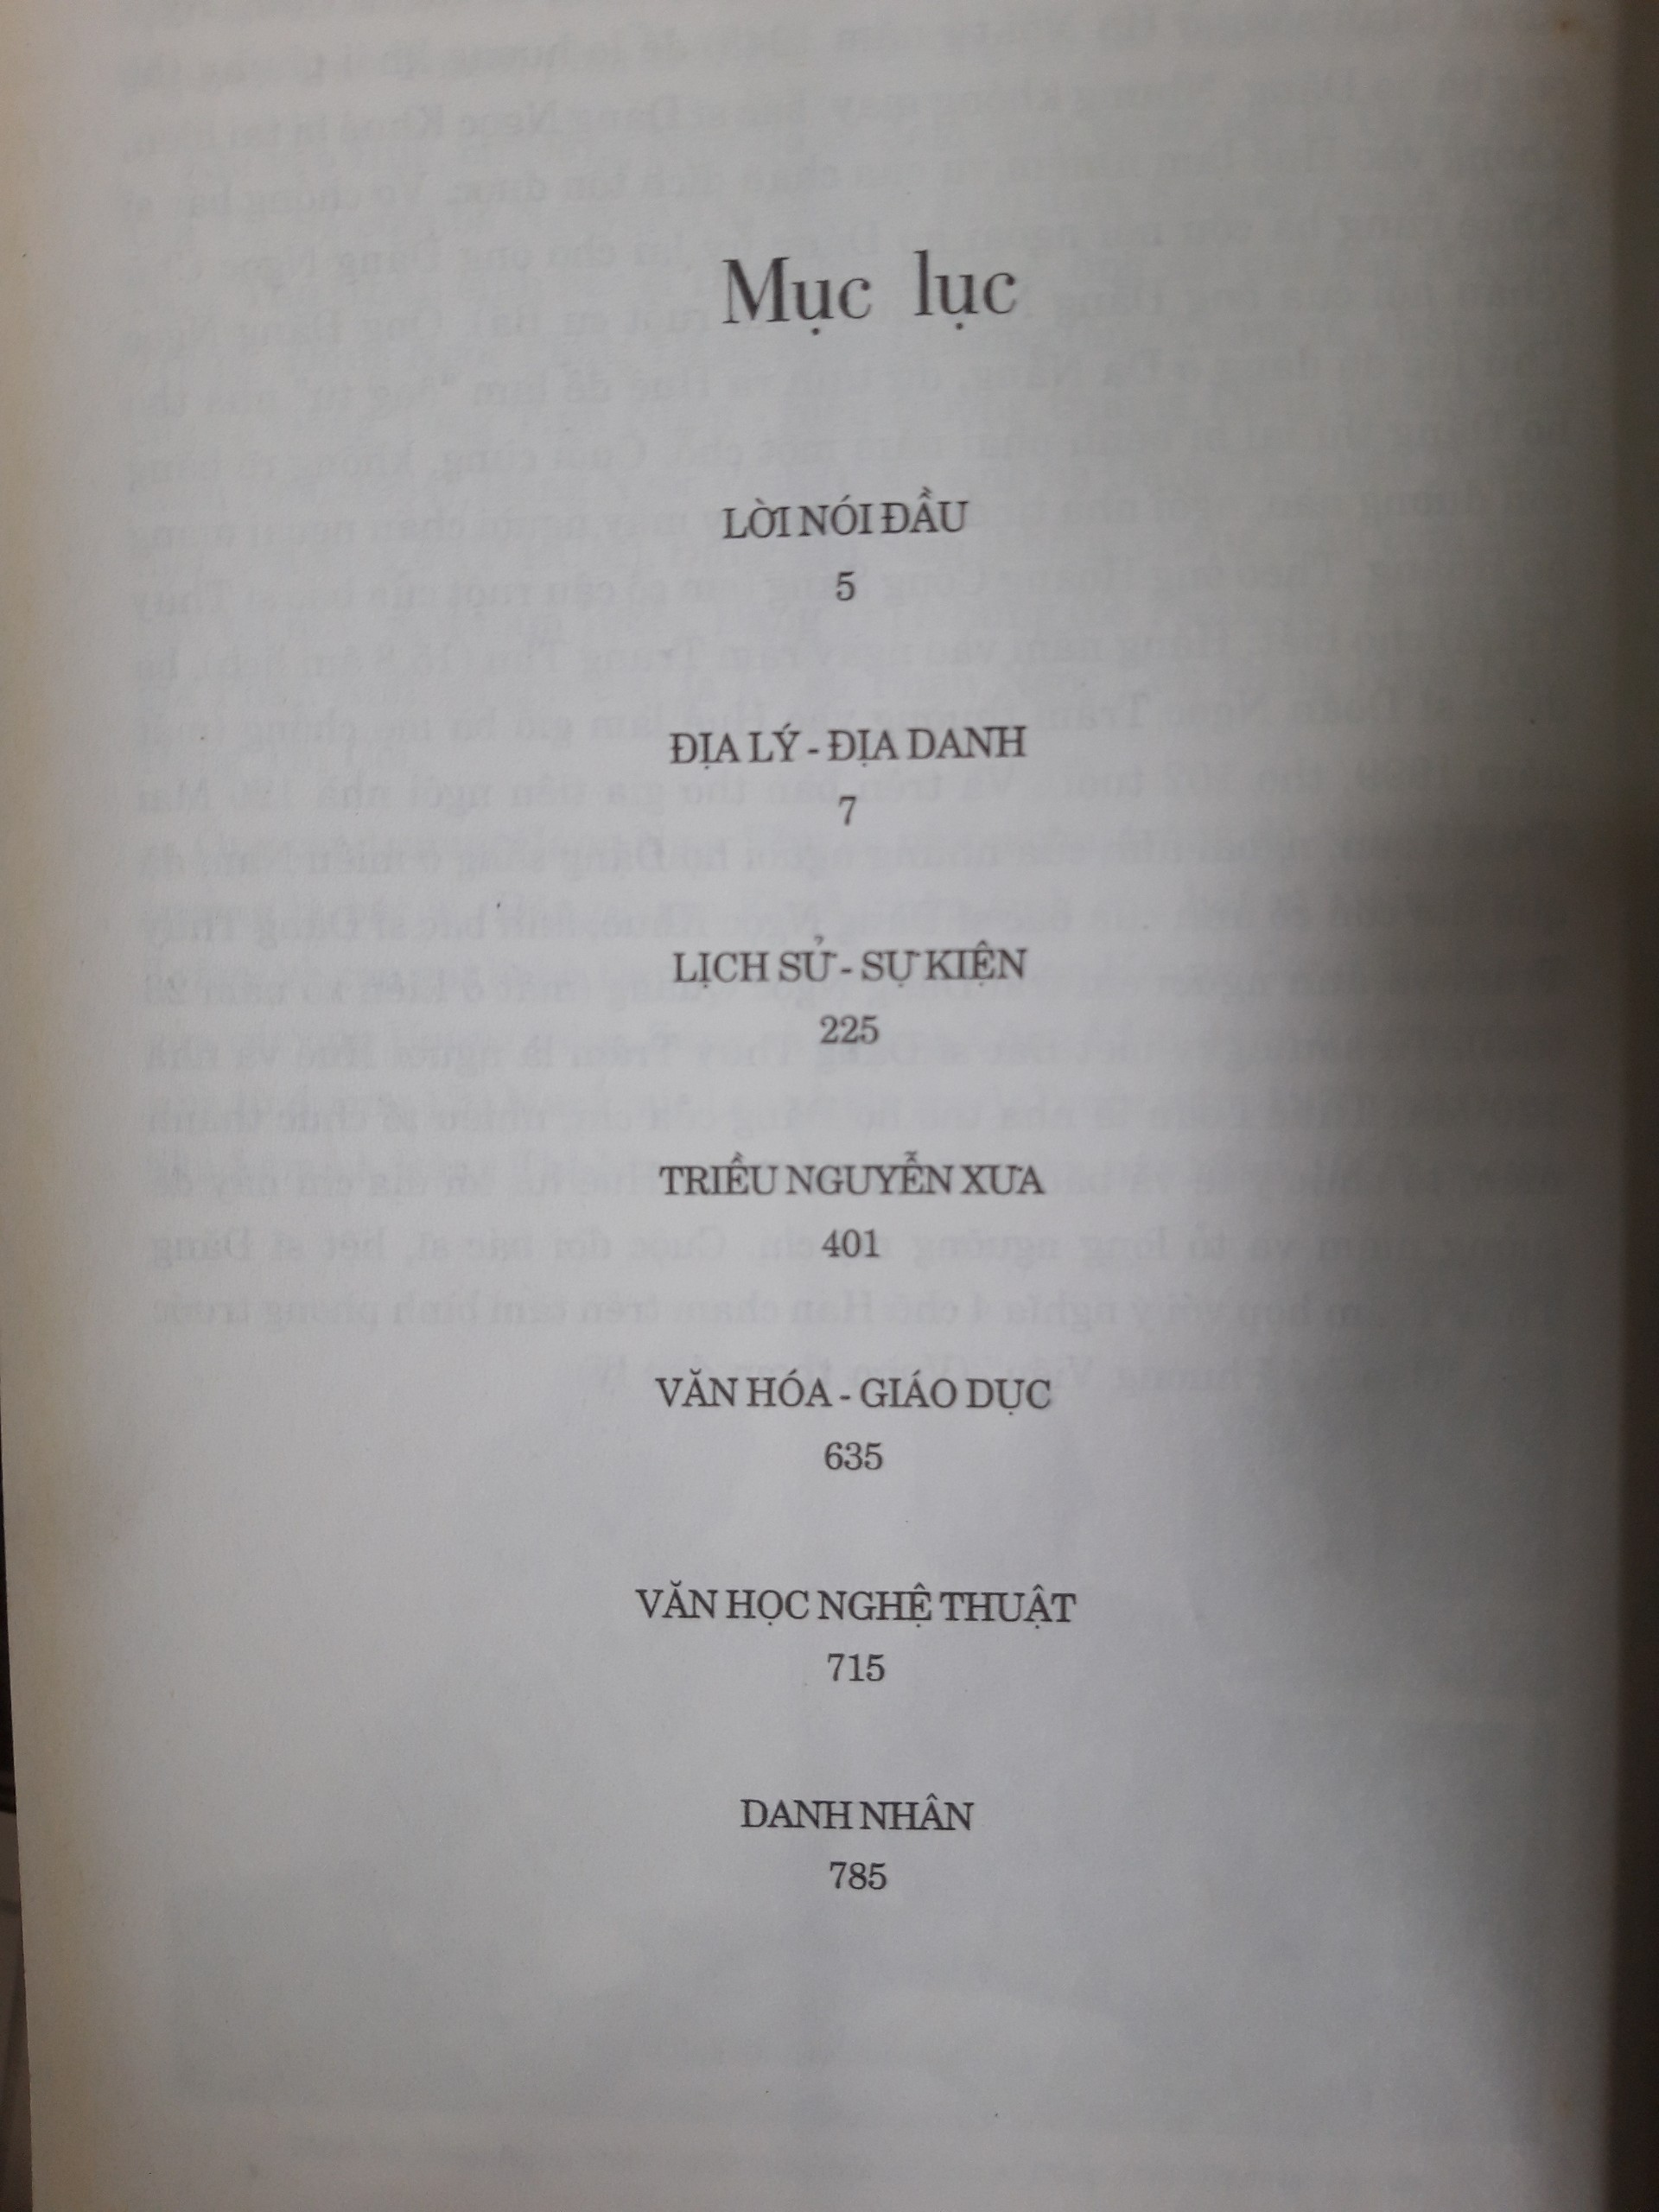 Mục lục
LỜI NÓI ĐẦU
5
ĐỊA LÝ - ĐỊA DANH
7
LỊCH SỬ - SỰ KIỆN
225
TRIỀU NGUYỄN XƯA
401
VĂN HÓA - GIÁO DỤC
635
VĂN HỌC NGHỆ THUẬT
715
DANH NHÂN
785